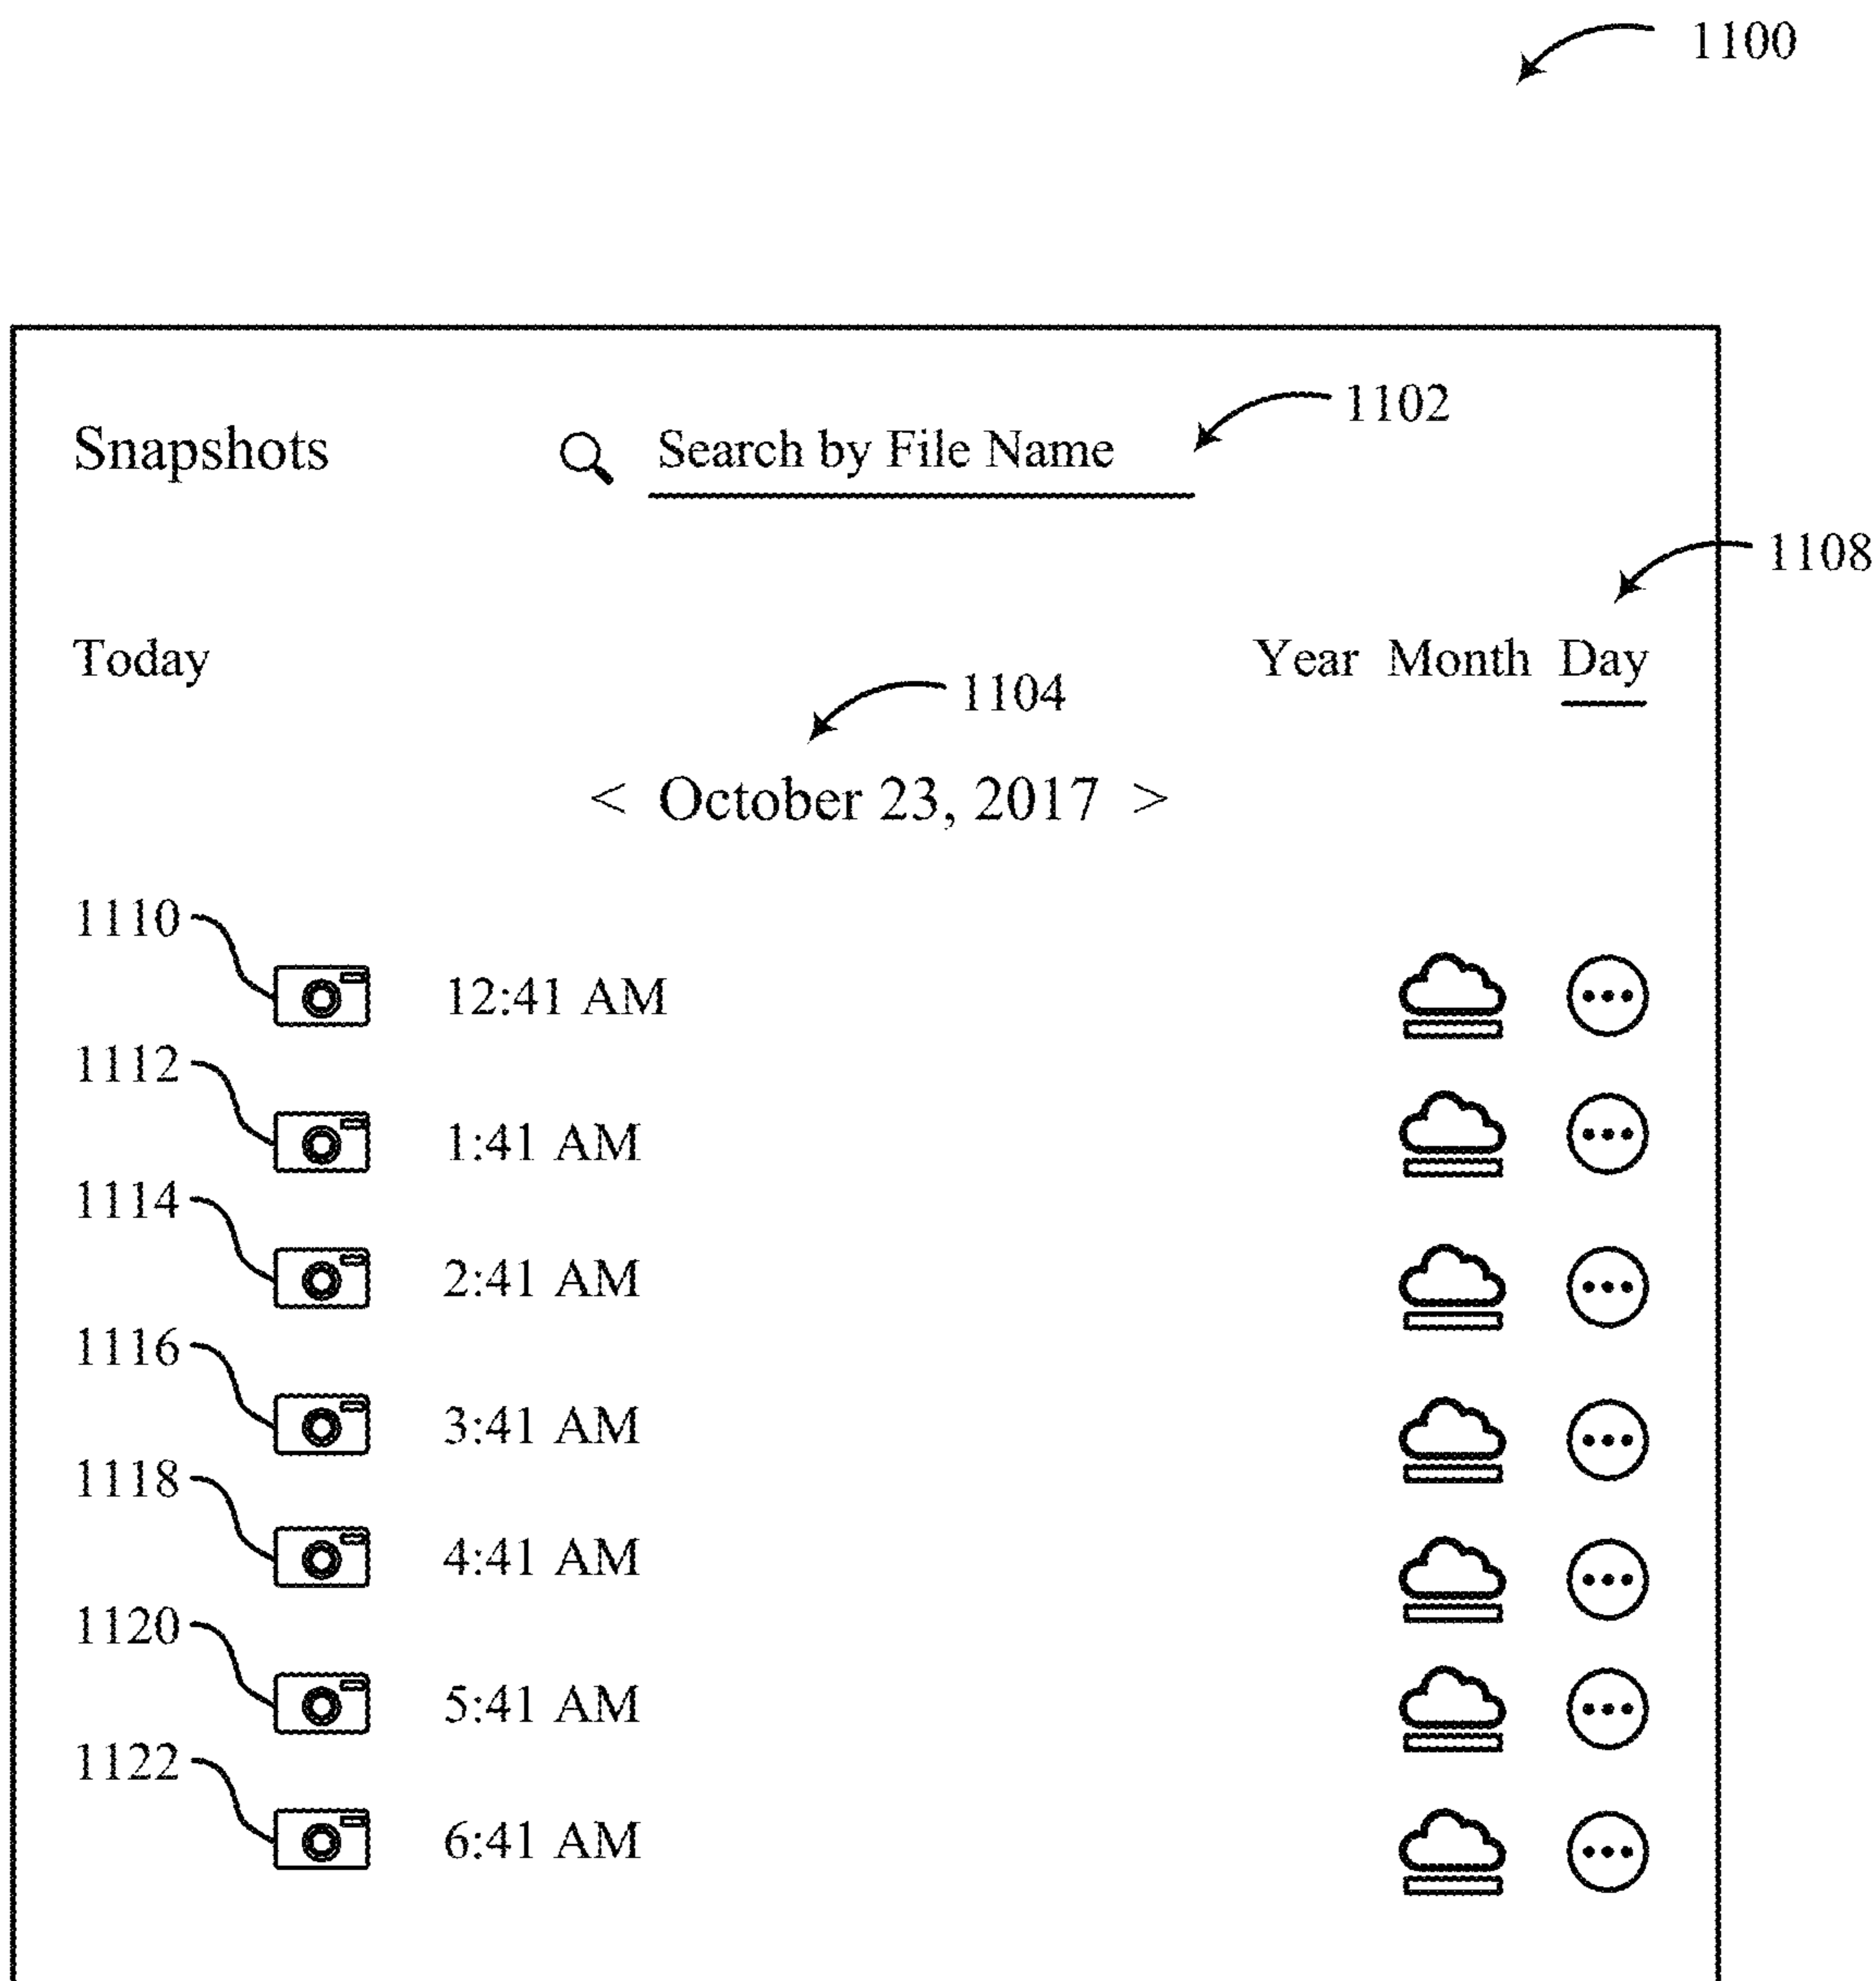 1100
Snapshots Search by File Name 1102
1108
Today Year Month Day
1104
< October 23, 2017 >
1110
12:41 AM
1112
1:41 AM
1114
2:41 AM
1116
3:41 AM
1118
4:41 AM
1120
5:41 AM
1122
6:41 AM